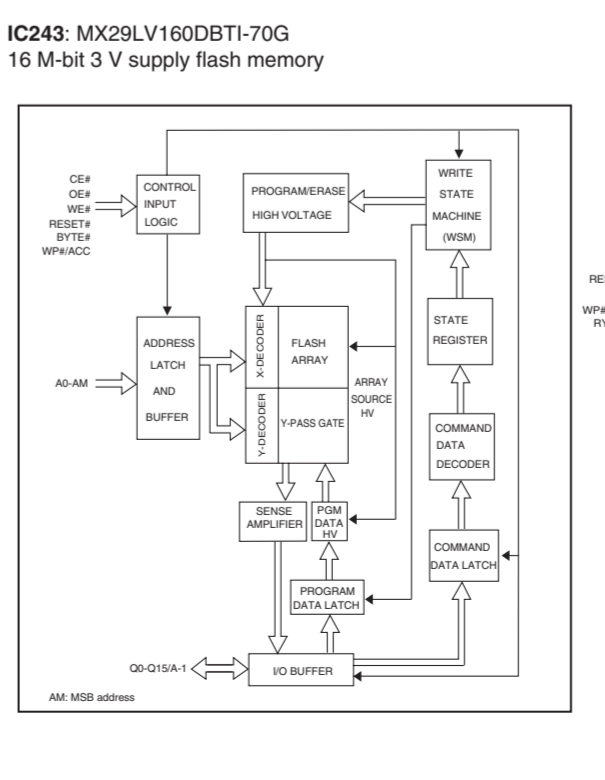 IC243: MX29LV160DBTI-70G
16 M-bit 3 V supply flash memory
CE#
OE#
WE#
RESET#
BYTE#
WP#/ACC
CONTROL
INPUT
LOGIC
PROGRAM/ERASE
HIGH VOLTAGE
WRITE
STATE
MACHINE
(WSM)
STATE
REGISTER
ADDRESS
LATCH
AND
BUFFER
A0-AM
X-DECODER
FLASH
ARRAY
ARRAY
SOURCE
HV
Y-DECODER
Y-PASS GATE
COMMAND
DATA
DECODER
SENSE
AMPLIFIER
PGM
DATA
HV
COMMAND
DATA LATCH
PROGRAM
DATA LATCH
Q0-Q15/A-1
I/O BUFFER
AM: MSB address